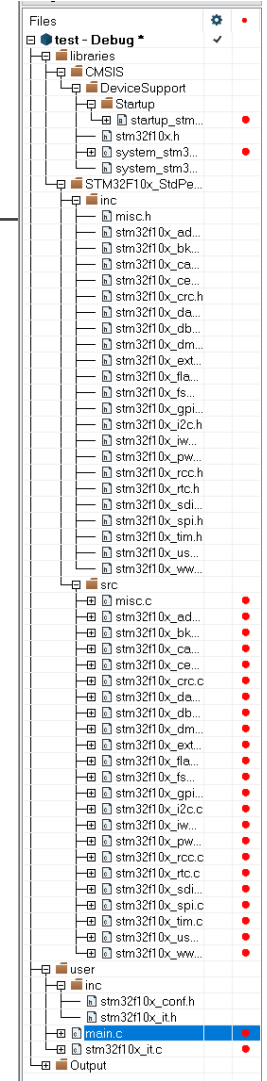 Files
test - Debug *
libraries
CMSIS
DeviceSupport
Startup
startup_stm...
stm32f10x.h
system_stm3...
system_stm3...
STM32F10x_StdPe...
inc
misc.h
stm32f10x_ad...
stm32f10x_bk...
stm32f10x_ca...
stm32f10x_ce...
stm32f10x_crc.h
stm32f10x_da...
stm32f10x_db...
stm32f10x_dm...
stm32f10x_ext...
stm32f10x_fla...
stm32f10x_fs...
stm32f10x_gpi...
stm32f10x_i2c.h
stm32f10x_iw...
stm32f10x_pw...
stm32f10x_rcc.h
stm32f10x_rtc.h
stm32f10x_sdi...
stm32f10x_spi.h
stm32f10x_tim.h
stm32f10x_us...
stm32f10x_ww...
src
misc.c
stm32f10x_ad...
stm32f10x_bk...
stm32f10x_ca...
stm32f10x_ce...
stm32f10x_crc.c
stm32f10x_da...
stm32f10x_db...
stm32f10x_dm...
stm32f10x_ext...
stm32f10x_fla...
stm32f10x_fs...
stm32f10x_gpi...
stm32f10x_i2c.c
stm32f10x_iw...
stm32f10x_pw...
stm32f10x_rcc.c
stm32f10x_rtc.c
stm32f10x_sdi...
stm32f10x_spi.c
stm32f10x_tim.c
stm32f10x_us...
stm32f10x_ww...
user
inc
stm32f10x_conf.h
stm32f10x_it.h
main.c
stm32f10x_it.c
Output